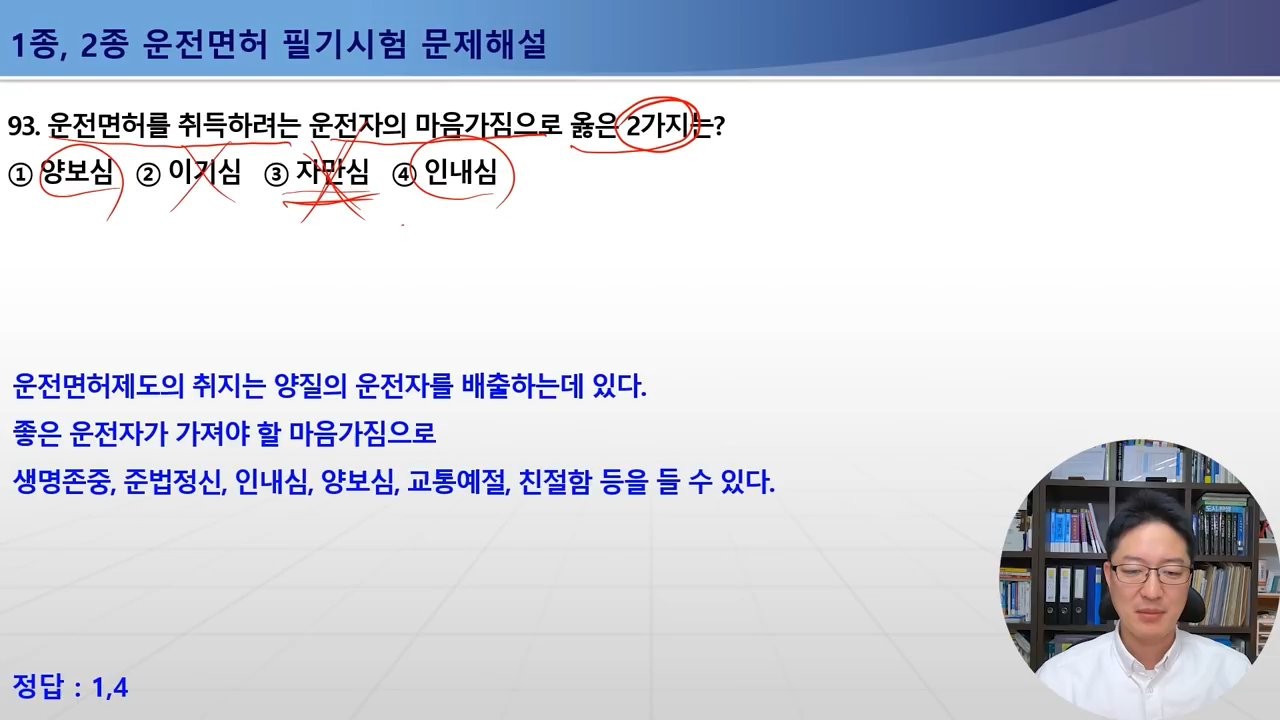 1종, 2종 운전면허 필기시험 문제해설
93. 운전면허를 취득하려는 운전자의 마음가짐으로 옳은 2가지는?
① 양보심 ② 이기심 ③ 자만심 ④ 인내심
운전면허제도의 취지는 양질의 운전자를 배출하는데 있다.
좋은 운전자가 가져야 할 마음가짐으로
생명존중, 준법정신, 인내심, 양보심, 교통예절, 친절함 등을 들 수 있다.
정답 : 1,4